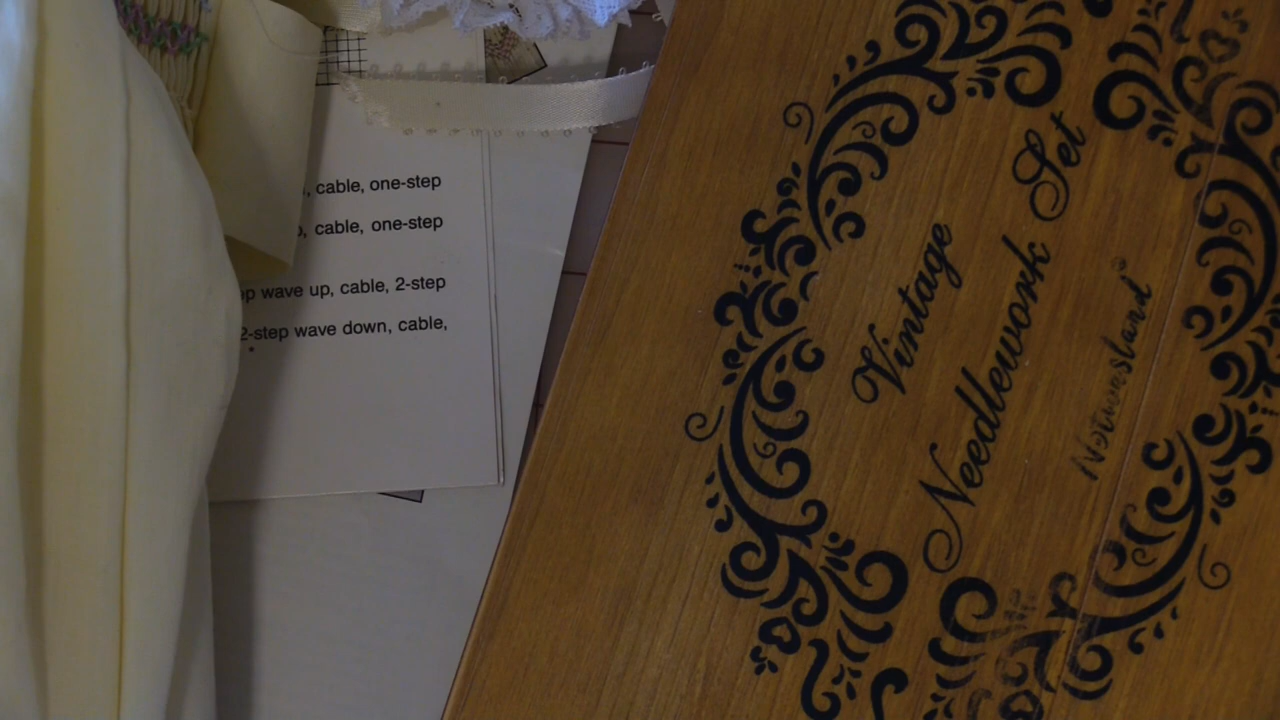 , cable, one-step
, cable, one-step
wave up, cable, 2-step
2-step wave down, cable,
Vintage
Needlework Set
Notionsland®